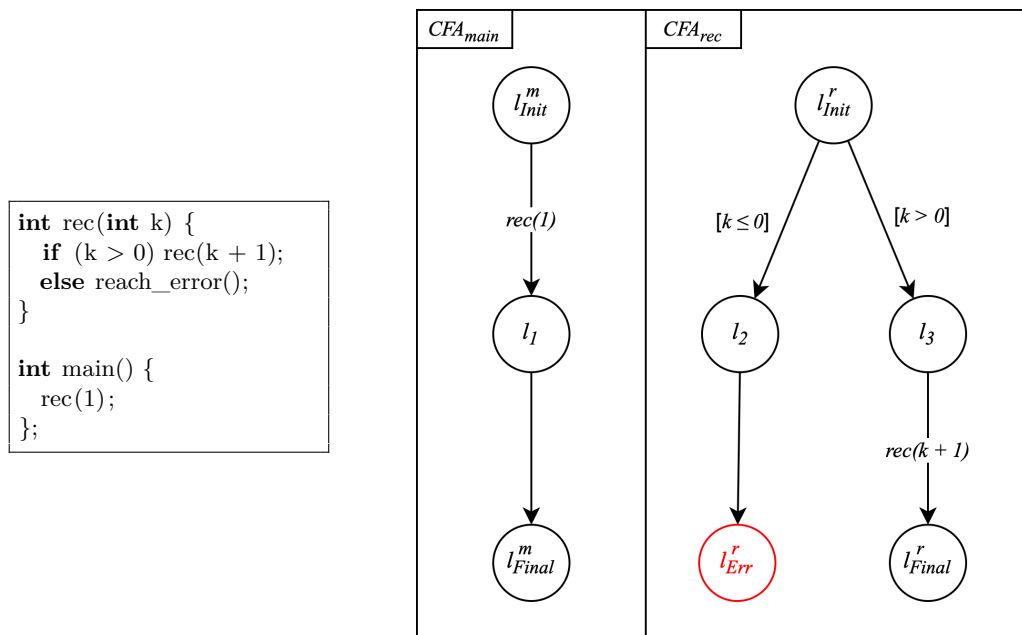 int rec(int k) {
if (k > 0) rec(k + 1);
else reach_error();
}
int main() {
rec(1);
};
CFA_main
l^m_Init
rec(1)
l_1
l^m_Final
CFA_rec
l^r_Init
[k ≤ 0]
[k > 0]
l_2
l_3
rec(k + 1)
l^r_Err
l^r_Final